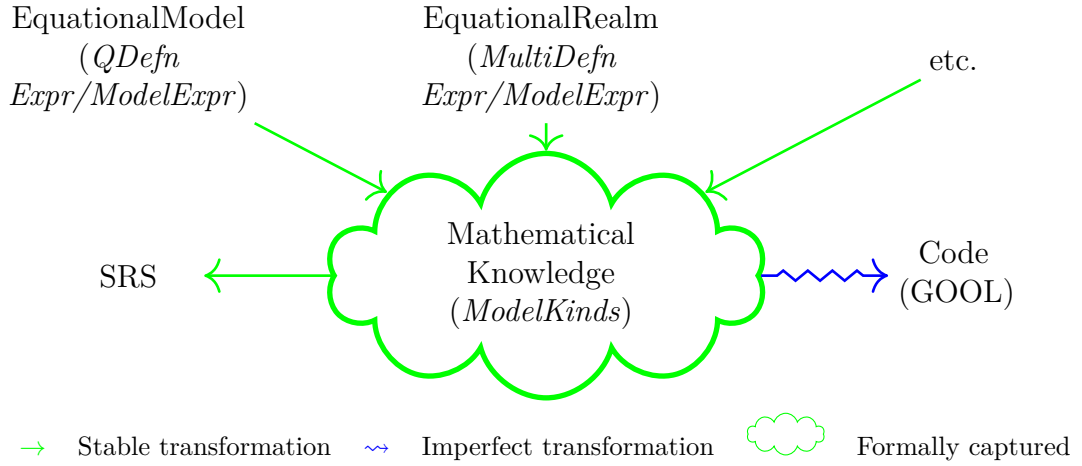 EquationalModel
(QDefn
Expr/ModelExpr)
EquationalRealm
(MultiDefn
Expr/ModelExpr)
etc.
Mathematical
Knowledge
(ModelKinds)
SRS
Code
(GOOL)
Stable transformation
Imperfect transformation
Formally captured